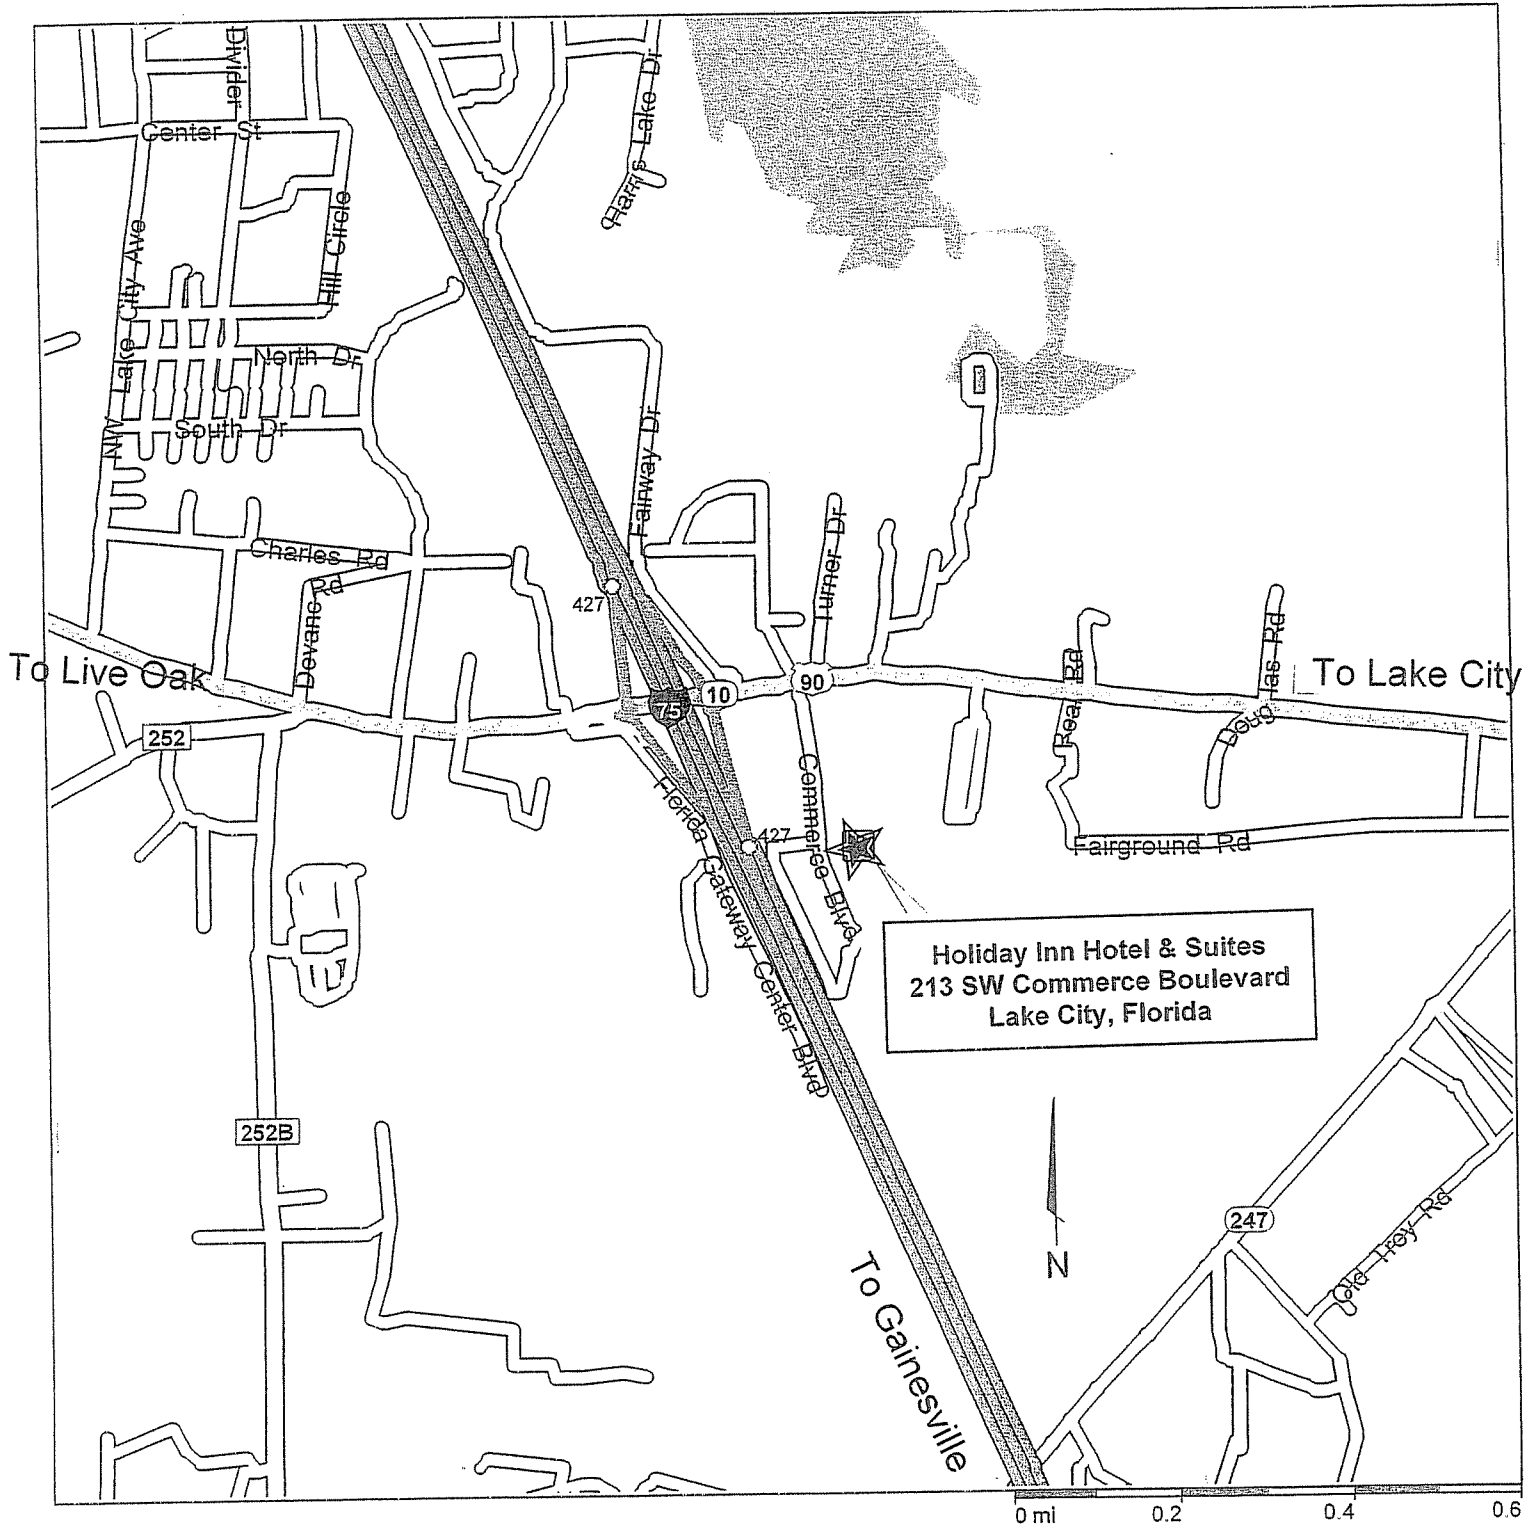 Divider
Center St
Harris Lake Dr
Hill Circle
NW Lake City Ave
North Dr
South Dr
Fairway Dr
Charles Rd
Rd
Devane
Turner Dr
427
Real Rd
Douglas Rd
To Live Oak
To Lake City
10
90
75
252
Commerce Blvd
Florida Gateway Center Blvd
427
Fairground Rd
Holiday Inn Hotel & Suites
213 SW Commerce Boulevard
Lake City, Florida
252B
N
247
Old Troy Rd
To Gainesville
0 mi
0.2
0.4
0.6